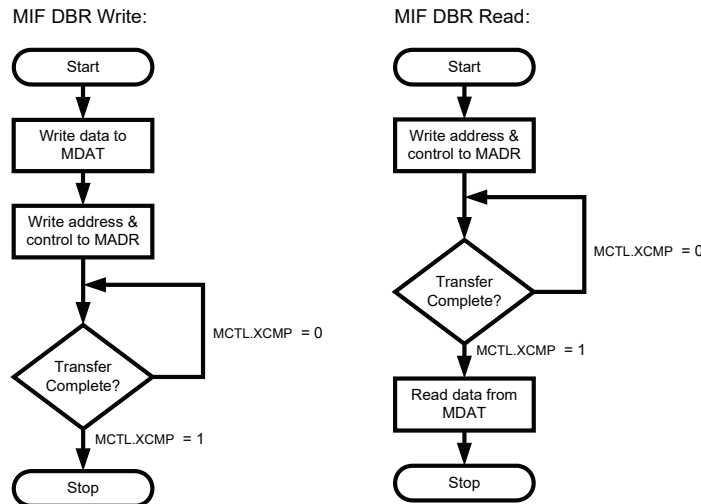 MIF DBR Write:
Start
Write data to
MDAT
Write address &
control to MADR
MCTL.XCMP = 0
Transfer
Complete?
MCTL.XCMP = 1
Stop
MIF DBR Read:
Start
Write address &
control to MADR
MCTL.XCMP = 0
Transfer
Complete?
MCTL.XCMP = 1
Read data from
MDAT
Stop